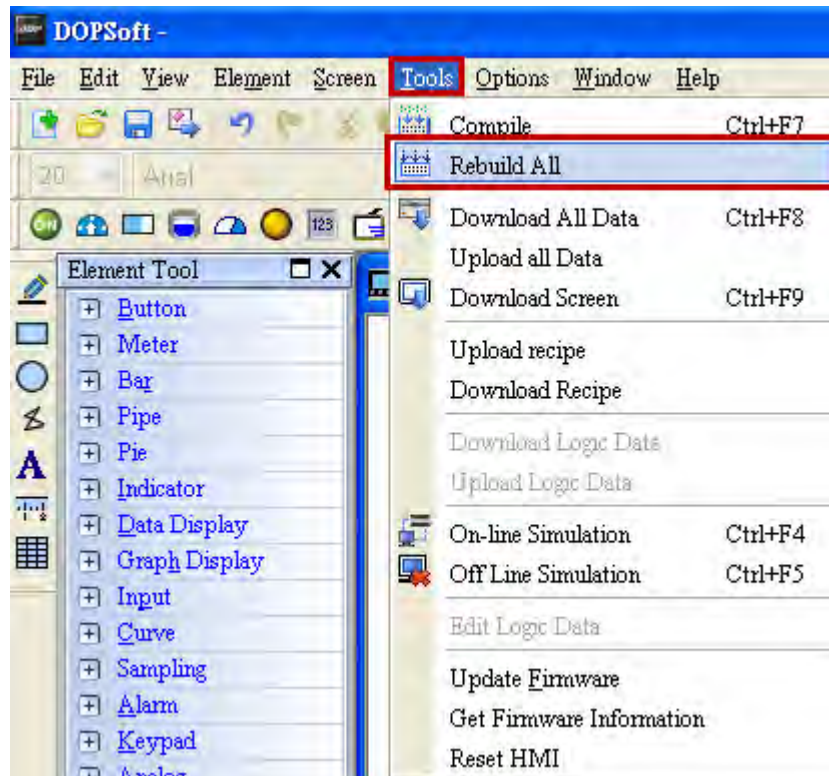 DOPSoft -
File Edit View Element Screen Tools Options Window Help
Compile Ctrl+F7
Rebuild All
Download All Data Ctrl+F8
Upload all Data
Download Screen Ctrl+F9
Upload recipe
Download Recipe
Download Logic Data
Upload Logic Data
On-line Simulation Ctrl+F4
Off Line Simulation Ctrl+F5
Edit Logic Data
Update Firmware
Get Firmware Information
Reset HMI
20 Arial
ON 123
Element Tool
Button
Meter
Bar
Pipe
Pie
Indicator
Data Display
Graph Display
Input
Curve
Sampling
Alarm
Keypad
A